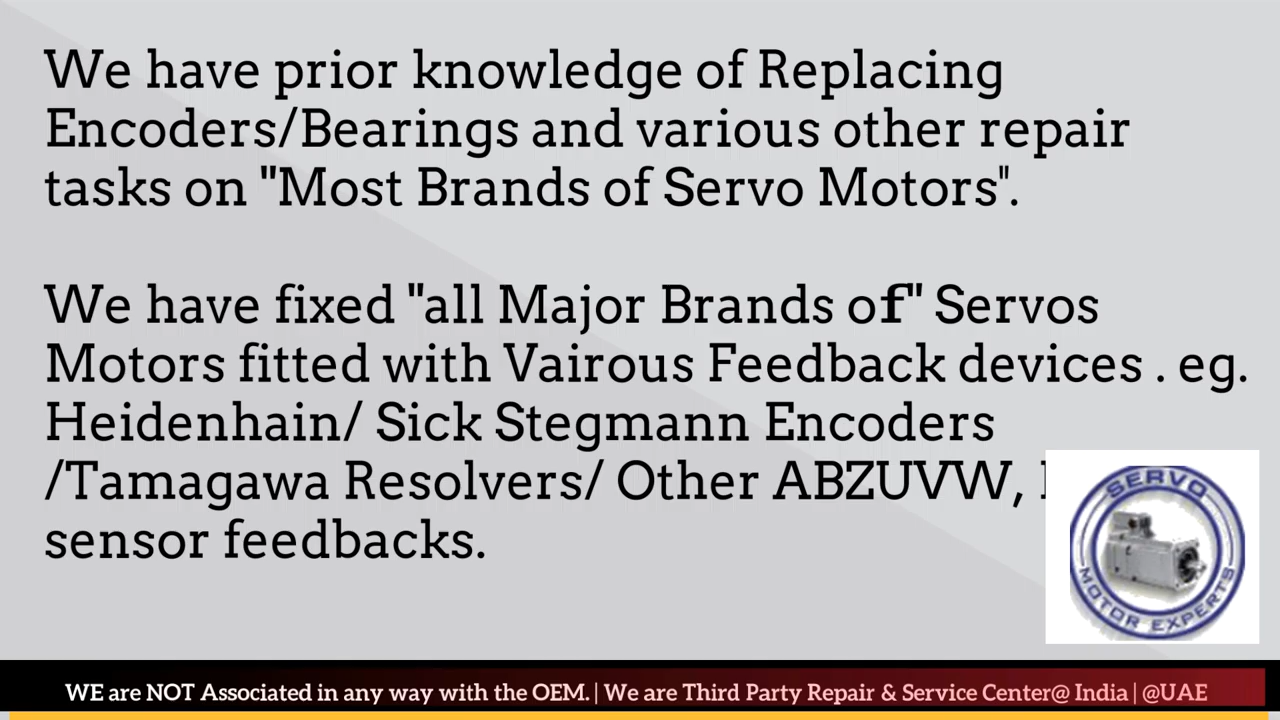 We have prior knowledge of Replacing
Encoders/Bearings and various other repair
tasks on "Most Brands of Servo Motors".
We have fixed "all Major Brands of" Servos
Motors fitted with Vairous Feedback devices . eg.
Heidenhain/ Sick Stegmann Encoders
/Tamagawa Resolvers/ Other ABZUVW,
sensor feedbacks.
SERVO
MOTOR EXPERTS
WE are NOT Associated in any way with the OEM. | We are Third Party Repair & Service Center@ India | @UAE